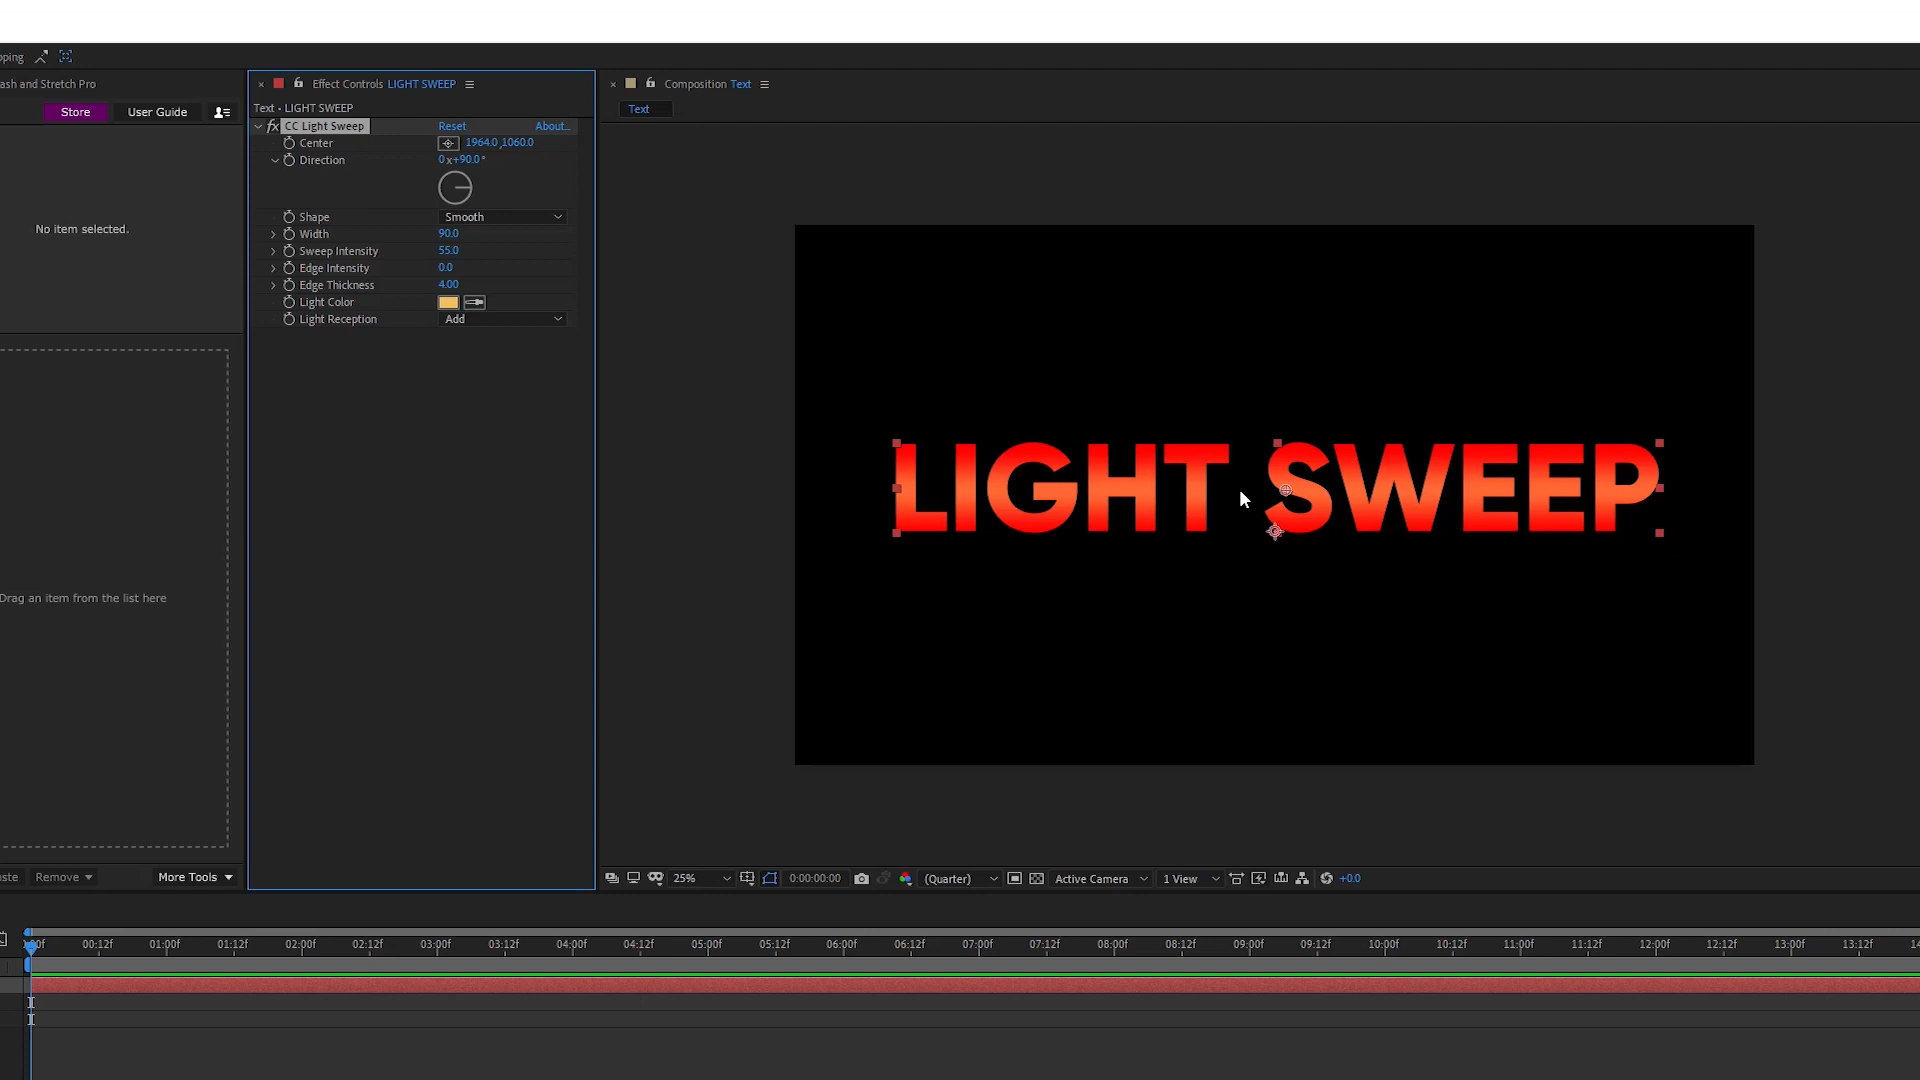 pping
ash and Stretch Pro
Store User Guide
No item selected.
Drag an item from the list here
aste Remove More Tools
× Effect Controls LIGHT SWEEP
Text • LIGHT SWEEP
fx CC Light Sweep Reset About...
Center 1964.0,1060.0
Direction 0x+90.0°
Shape Smooth
Width 90.0
Sweep Intensity 55.0
Edge Intensity 0.0
Edge Thickness 4.00
Light Color
Light Reception Add
× Composition Text
Text
LIGHT SWEEP
25% 0:00:00:00 (Quarter) Active Camera 1 View +0.0
00:12f 01:00f 01:12f 02:00f 02:12f 03:00f 03:12f 04:00f 04:12f 05:00f 05:12f 06:00f 06:12f 07:00f 07:12f 08:00f 08:12f 09:00f 09:12f 10:00f 10:12f 11:00f 11:12f 12:00f 12:12f 13:00f 13:12f 14